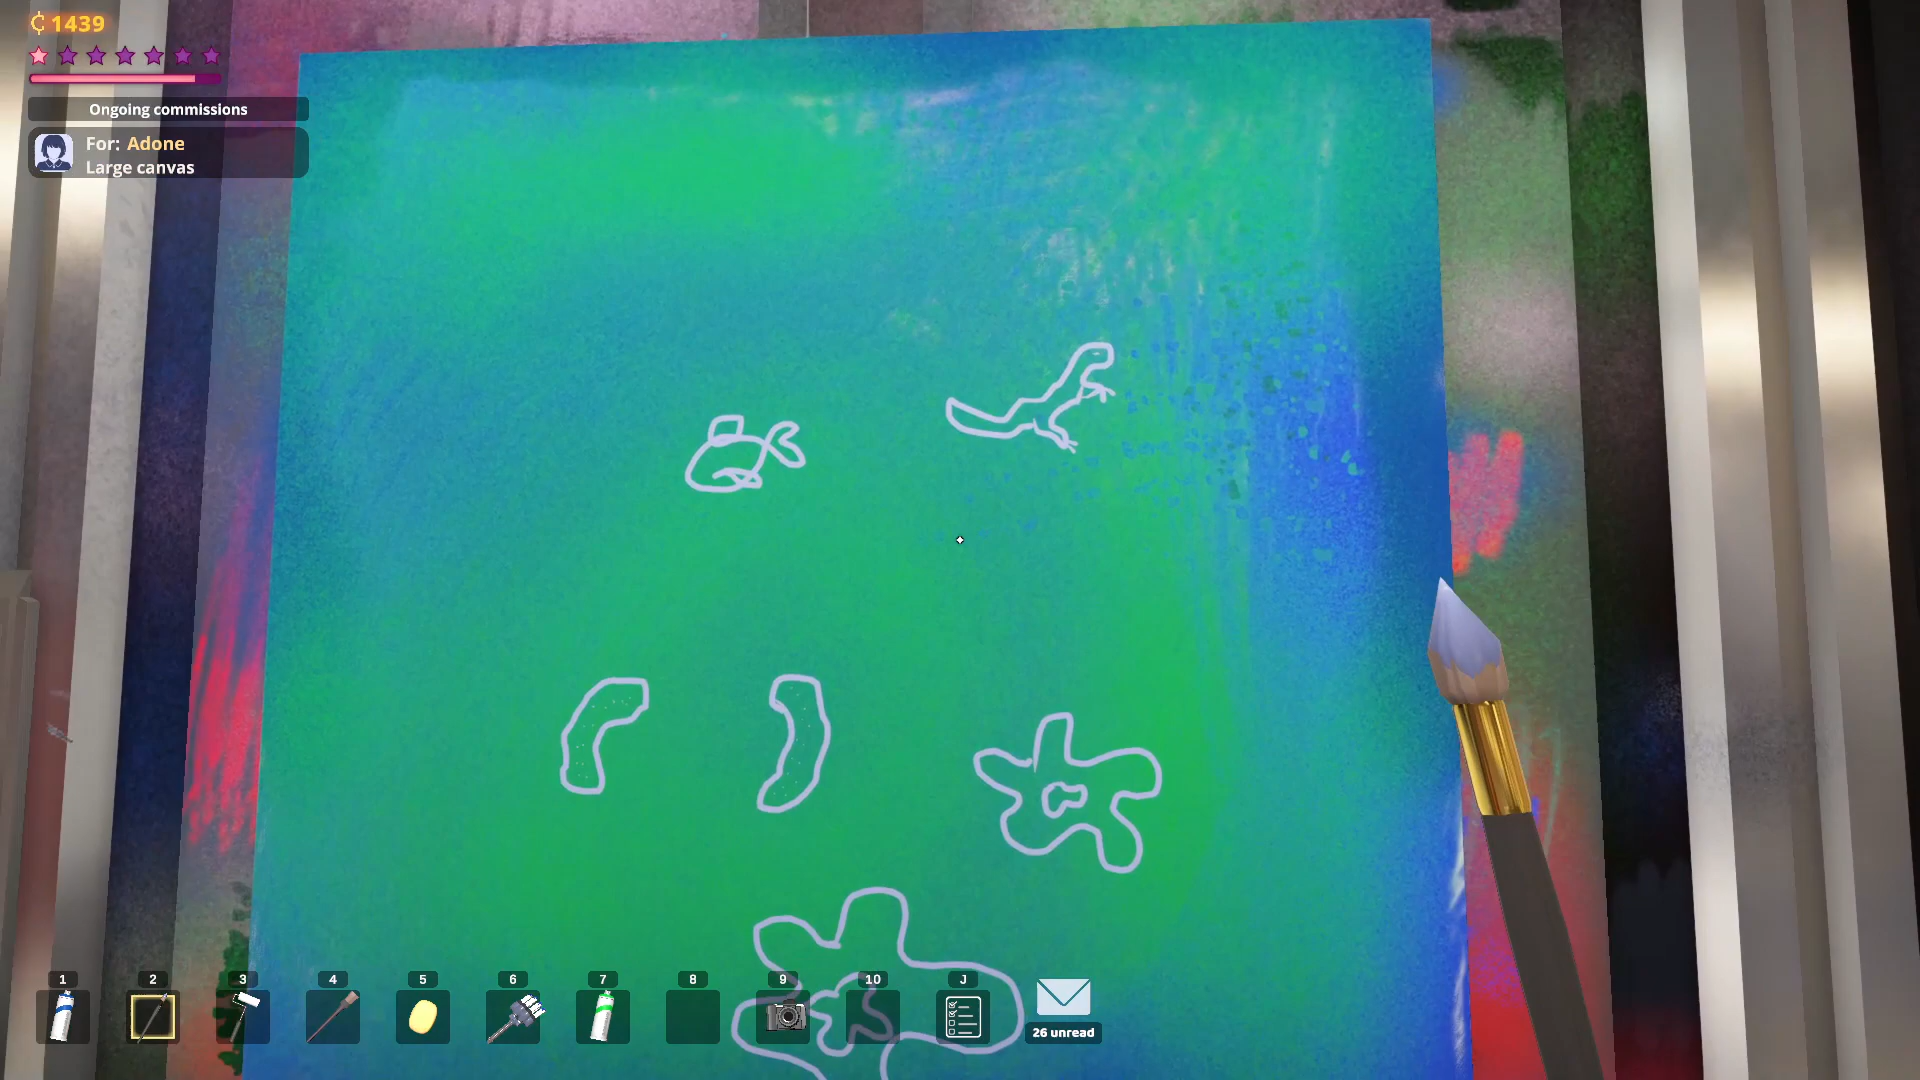 ₵ 1439
Ongoing commissions
For: Adone
Large canvas
1 2 3 4 5 6 7 8 9 10 J
26 unread